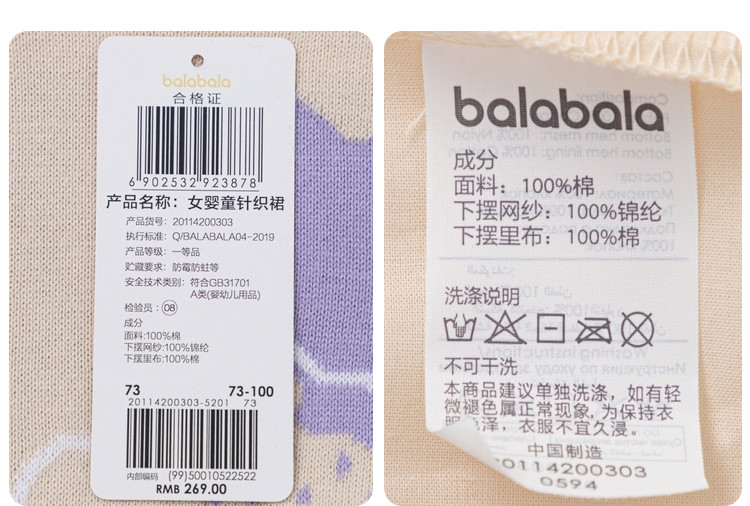 balabala
合格证
6 902532 923878
产品名称：女婴童针织裙
产品货号：20114200303
执行标准：Q/BALABALA04-2019
产品等级：一等品
贮藏要求：防霉防蛀等
安全技术类别：符合GB31701
A类(婴幼儿用品)
检验员：08
成分
面料:100%棉
下摆网纱:100%锦纶
下摆里布:100%棉
73 73-100
20114200303-5201 73
内部编码 (99)50010522522
RMB 269.00
balabala
成分
面料：100%棉
下摆网纱：100%锦纶
下摆里布：100%棉
洗涤说明
不可干洗
本商品建议单独洗涤，如有轻
微褪色属正常现象，为保持衣
色泽，衣服不宜久浸。
中国制造
20114200303
0594